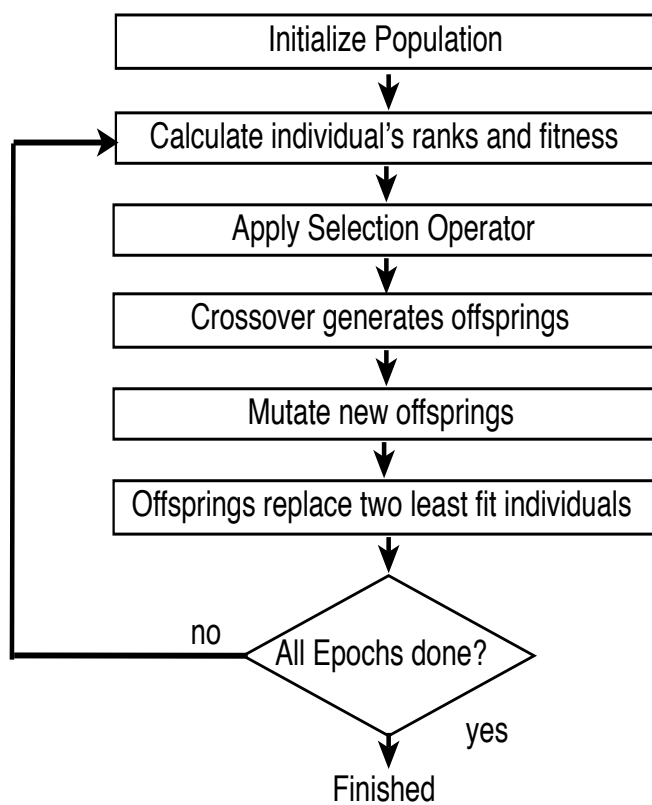 Initialize Population
Calculate individual's ranks and fitness
Apply Selection Operator
Crossover generates offsprings
Mutate new offsprings
Offsprings replace two least fit individuals
no
All Epochs done?
yes
Finished